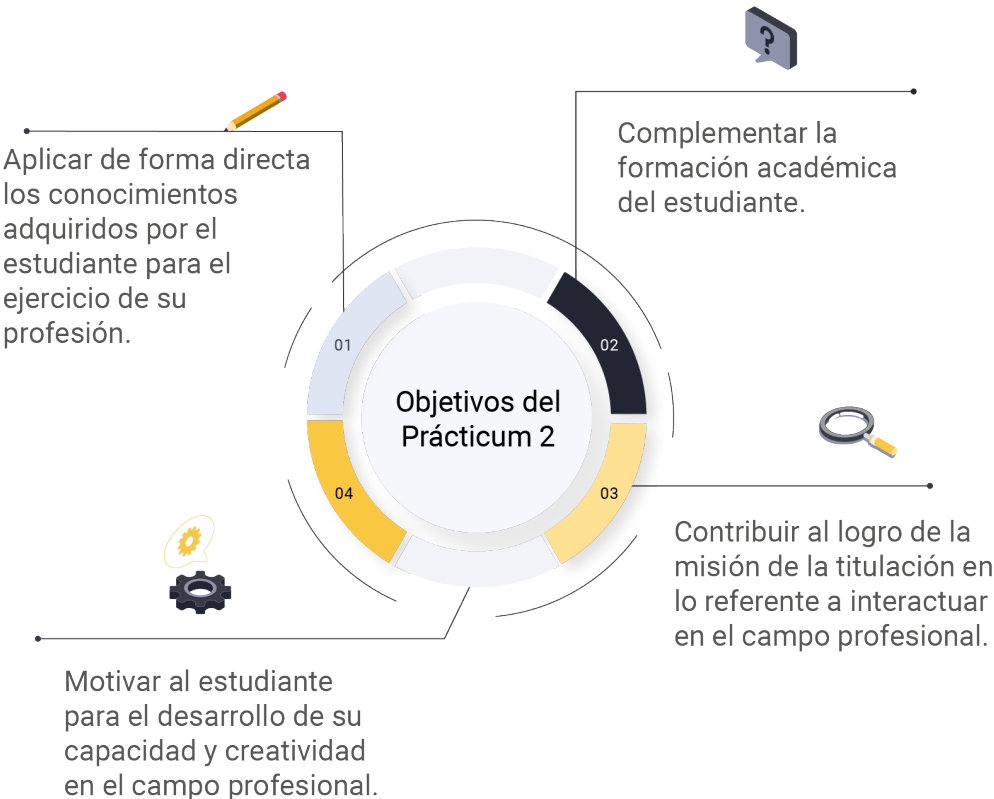 ?
Aplicar de forma directa
los conocimientos
adquiridos por el
estudiante para el
ejercicio de su
profesión.
Complementar la
formación académica
del estudiante.
01
02
Objetivos del
Prácticum 2
04
03
Contribuir al logro de la
misión de la titulación en
lo referente a interactuar
en el campo profesional.
Motivar al estudiante
para el desarrollo de su
capacidad y creatividad
en el campo profesional.